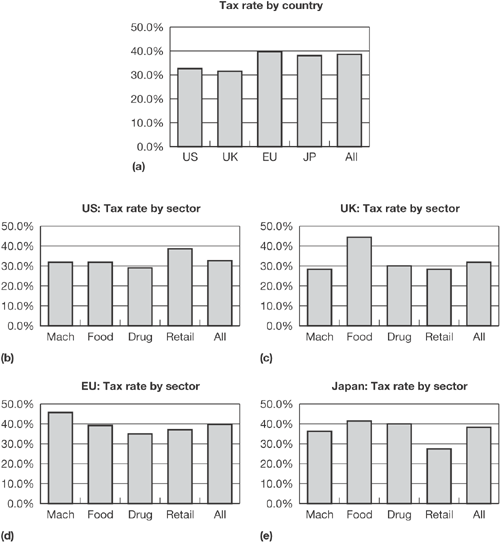 Tax rate by country
50.0%
40.0%
30.0%
20.0%
10.0%
0.0%
US UK EU JP All
(a)
US: Tax rate by sector
50.0%
40.0%
30.0%
20.0%
10.0%
0.0%
Mach Food Drug Retail All
(b)
UK: Tax rate by sector
50.0%
40.0%
30.0%
20.0%
10.0%
0.0%
Mach Food Drug Retail All
(c)
EU: Tax rate by sector
50.0%
40.0%
30.0%
20.0%
10.0%
0.0%
Mach Food Drug Retail All
(d)
Japan: Tax rate by sector
50.0%
40.0%
30.0%
20.0%
10.0%
0.0%
Mach Food Drug Retail All
(e)